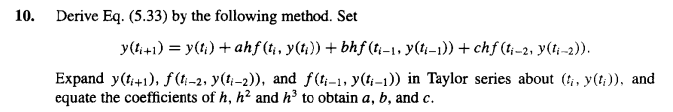 10. Derive Eq. (5.33) by the following method. Set
y(t_{i+1}) = y(t_i) + ahf(t_i, y(t_i)) + bhf(t_{i−1}, y(t_{i−1})) + chf(t_{i−2}, y(t_{i−2})).
Expand y(t_{i+1}), f(t_{i−2}, y(t_{i−2})), and f(t_{i−1}, y(t_{i−1})) in Taylor series about (t_i, y(t_i)), and
equate the coefficients of h, h² and h³ to obtain a, b, and c.